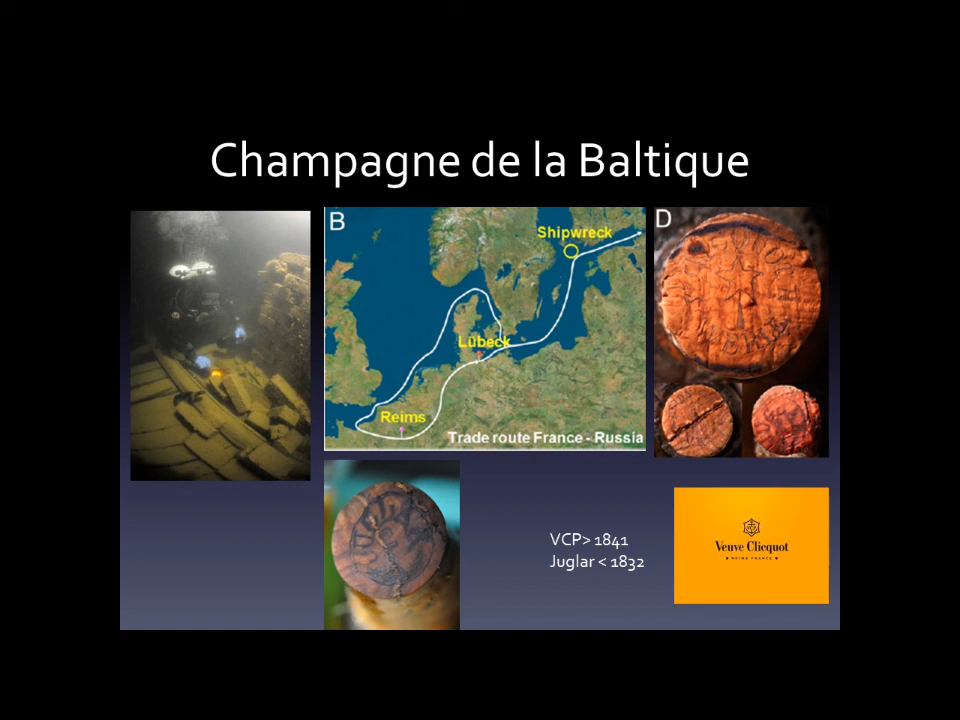 Champagne de la Baltique
B
Shipwreck
Lübeck
Reims
Trade route France - Russia
D
VCP> 1841
Juglar < 1832
Veuve Clicquot
REIMS FRANCE